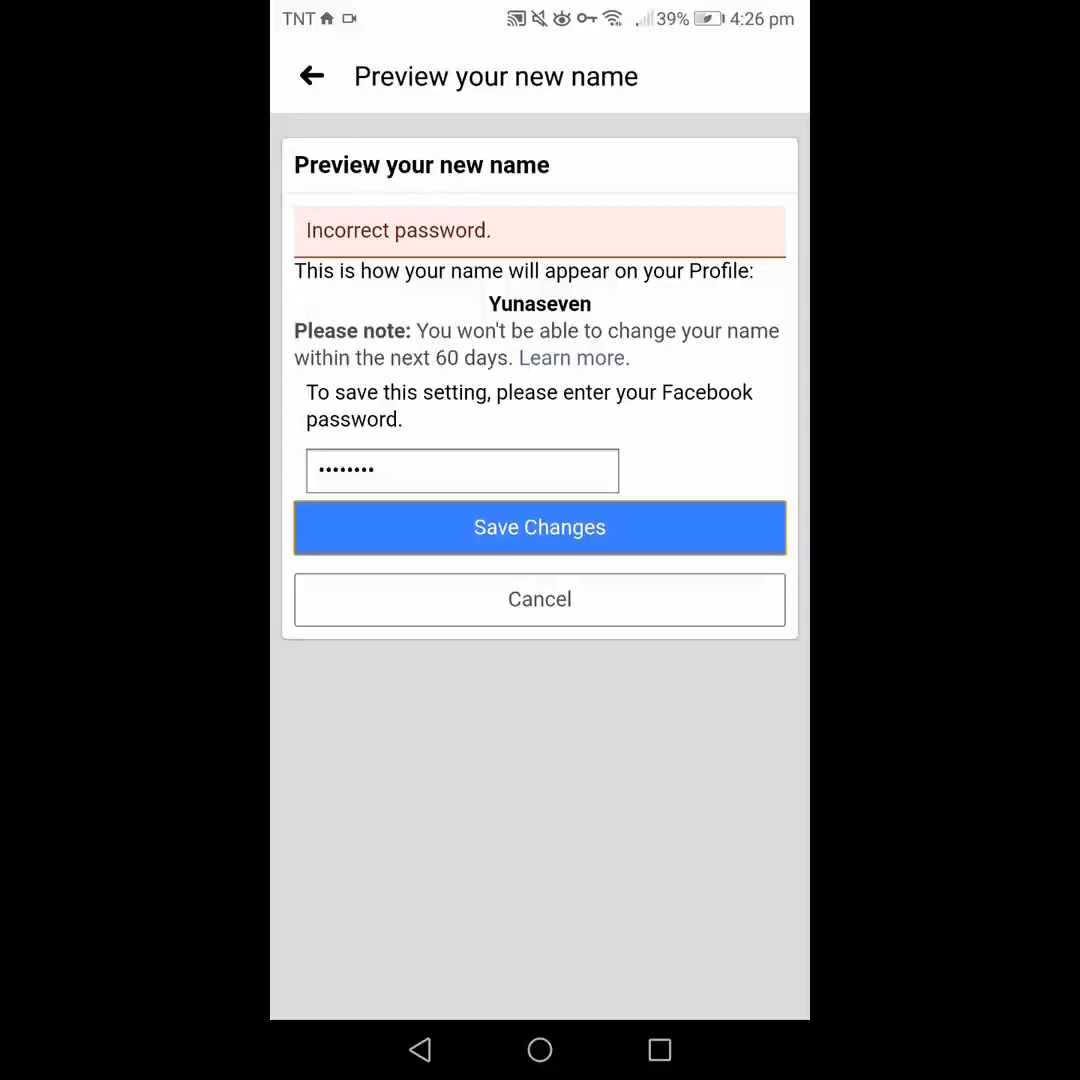 TNT 39% 4:26 pm
Preview your new name
Preview your new name
Incorrect password.
This is how your name will appear on your Profile:
Yunaseven
Please note: You won't be able to change your name
within the next 60 days. Learn more.
To save this setting, please enter your Facebook
password.
••••••••
Save Changes
Cancel